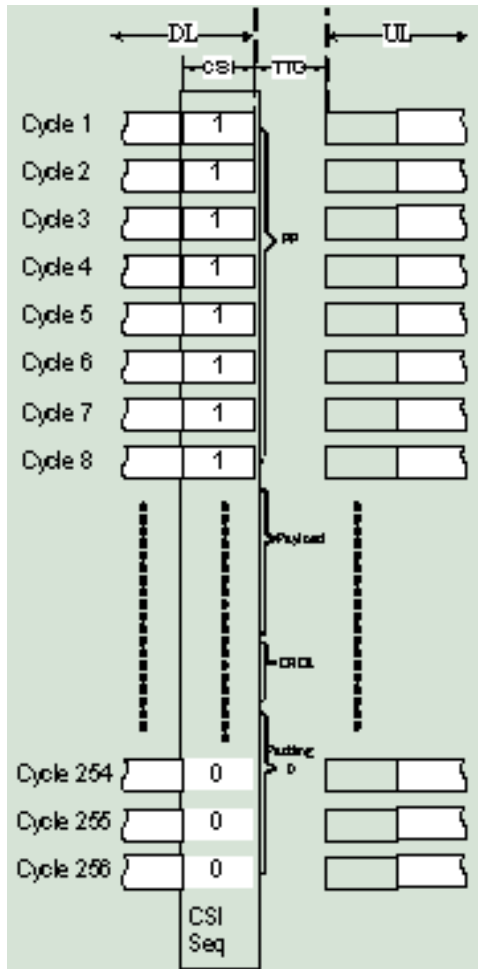 DL UL
CSI TTG
Cycle 1 1
Cycle 2 1
Cycle 3 1
PP
Cycle 4 1
Cycle 5 1
Cycle 6 1
Cycle 7 1
Cycle 8 1
Payload
Cycle 254 0
Cycle 255 0
Cycle 256 0
CSI
Seq